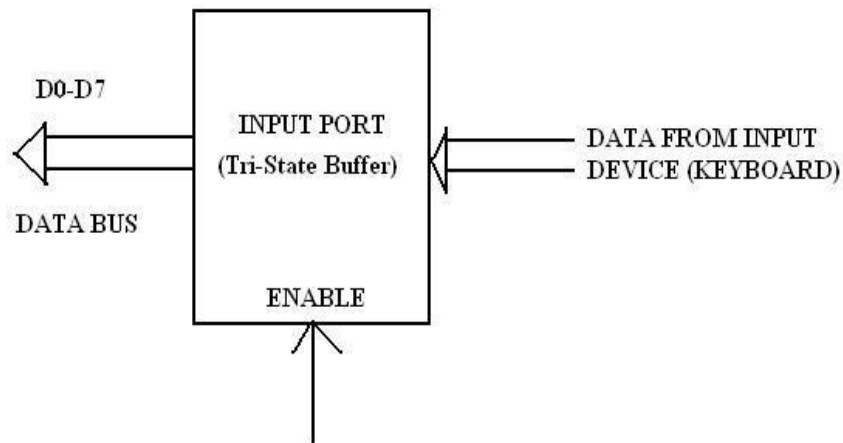 D0-D7
DATA BUS
INPUT PORT
(Tri-State Buffer)
ENABLE
DATA FROM INPUT
DEVICE (KEYBOARD)